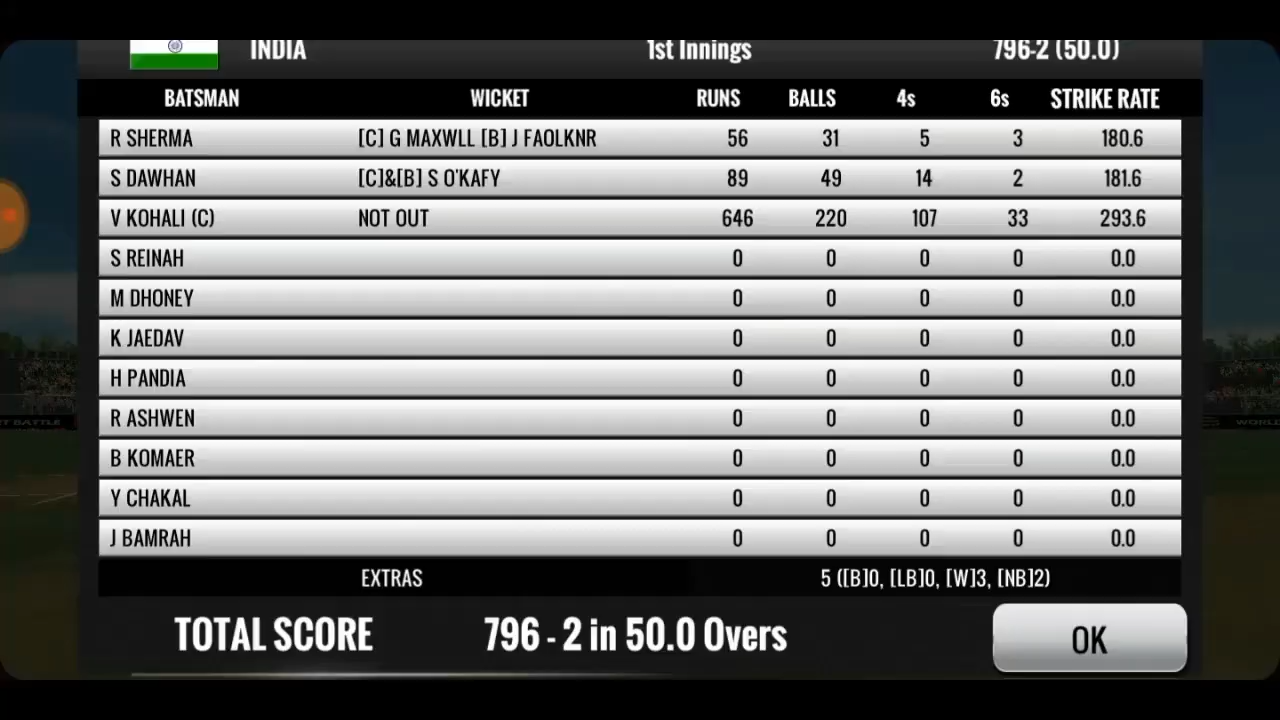 INDIA 1st Innings 796-2 (50.0)
BATSMAN WICKET RUNS BALLS 4s 6s STRIKE RATE
R SHERMA [C] G MAXWLL [B] J FAOLKNR 56 31 5 3 180.6
S DAWHAN [C]&[B] S O'KAFY 89 49 14 2 181.6
V KOHALI (C) NOT OUT 646 220 107 33 293.6
S REINAH 0 0 0 0 0.0
M DHONEY 0 0 0 0 0.0
K JAEDAV 0 0 0 0 0.0
H PANDIA 0 0 0 0 0.0
R ASHWEN 0 0 0 0 0.0
B KOMAER 0 0 0 0 0.0
Y CHAKAL 0 0 0 0 0.0
J BAMRAH 0 0 0 0 0.0
EXTRAS 5 ([B]0, [LB]0, [W]3, [NB]2)
TOTAL SCORE 796 - 2 in 50.0 Overs OK